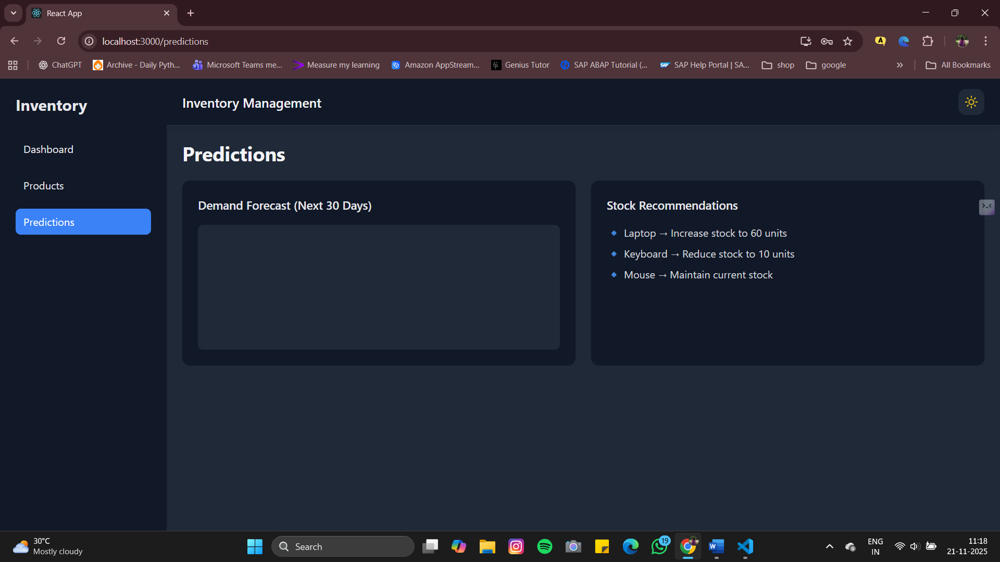 React App
localhost:3000/predictions
ChatGPT
Archive - Daily Pyth...
Microsoft Teams me...
Measure my learning
Amazon AppStream...
Genius Tutor
SAP ABAP Tutorial (...
SAP
SAP Help Portal | SA...
shop
google
All Bookmarks
Inventory
Inventory Management
Dashboard
Products
Predictions
Predictions
Demand Forecast (Next 30 Days)
Stock Recommendations
Laptop → Increase stock to 60 units
Keyboard → Reduce stock to 10 units
Mouse → Maintain current stock
30°C
Mostly cloudy
Search
19
ENG
IN
11:18
21-11-2025